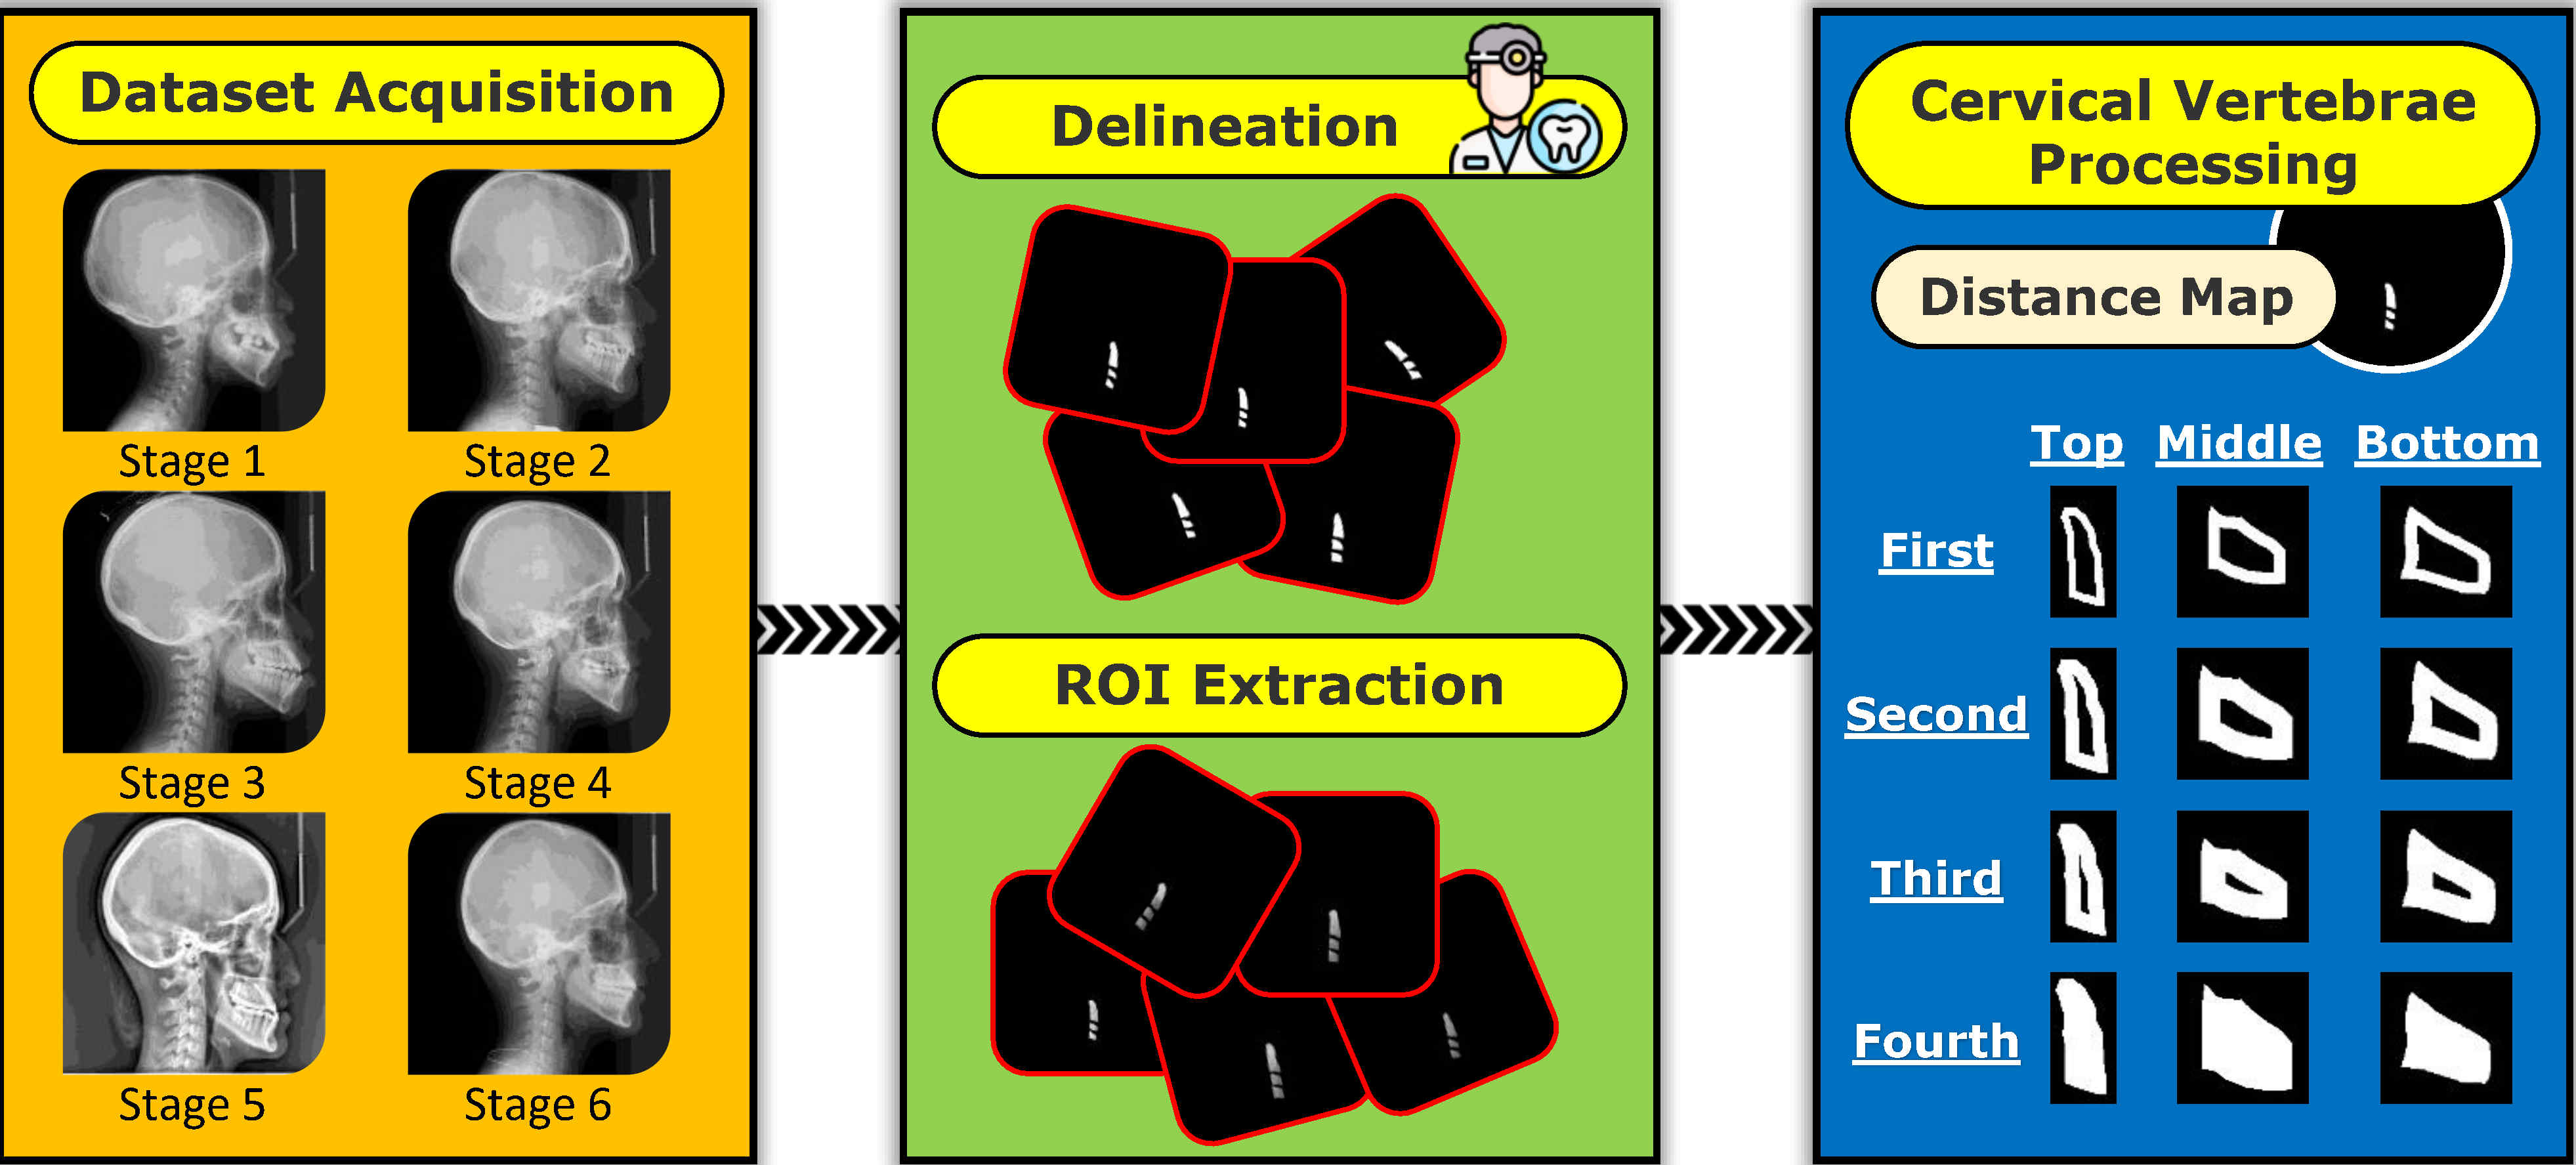 Dataset Acquisition
Stage 1
Stage 2
Stage 3
Stage 4
Stage 5
Stage 6
Delineation
ROI Extraction
Cervical Vertebrae
Processing
Distance Map
Top Middle Bottom
First
Second
Third
Fourth